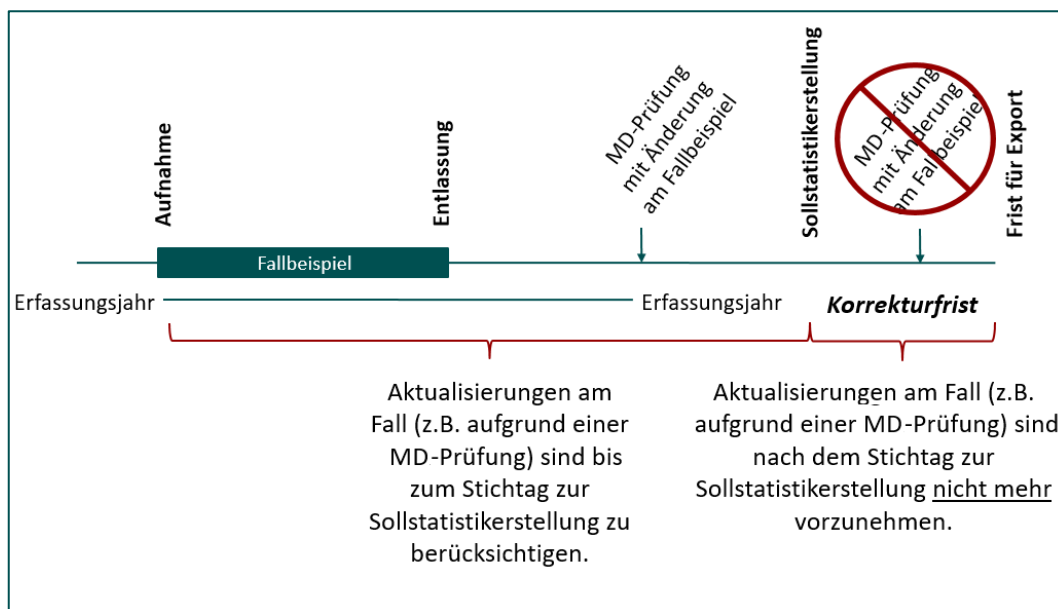 Aufnahme
Entlassung
MD-Prüfung
mit Änderung
am Fallbeispiel
Sollstatistikerstellung
MD-Prüfung
mit Änderung
am Fallbeispiel
Frist für Export
Fallbeispiel
Erfassungsjahr
Erfassungsjahr
Korrekturfrist
Aktualisierungen am
Fall (z.B. aufgrund einer
MD-Prüfung) sind bis
zum Stichtag zur
Sollstatistikerstellung zu
berücksichtigen.
Aktualisierungen am Fall (z.B.
aufgrund einer MD-Prüfung) sind
nach dem Stichtag zur
Sollstatistikerstellung nicht mehr
vorzunehmen.